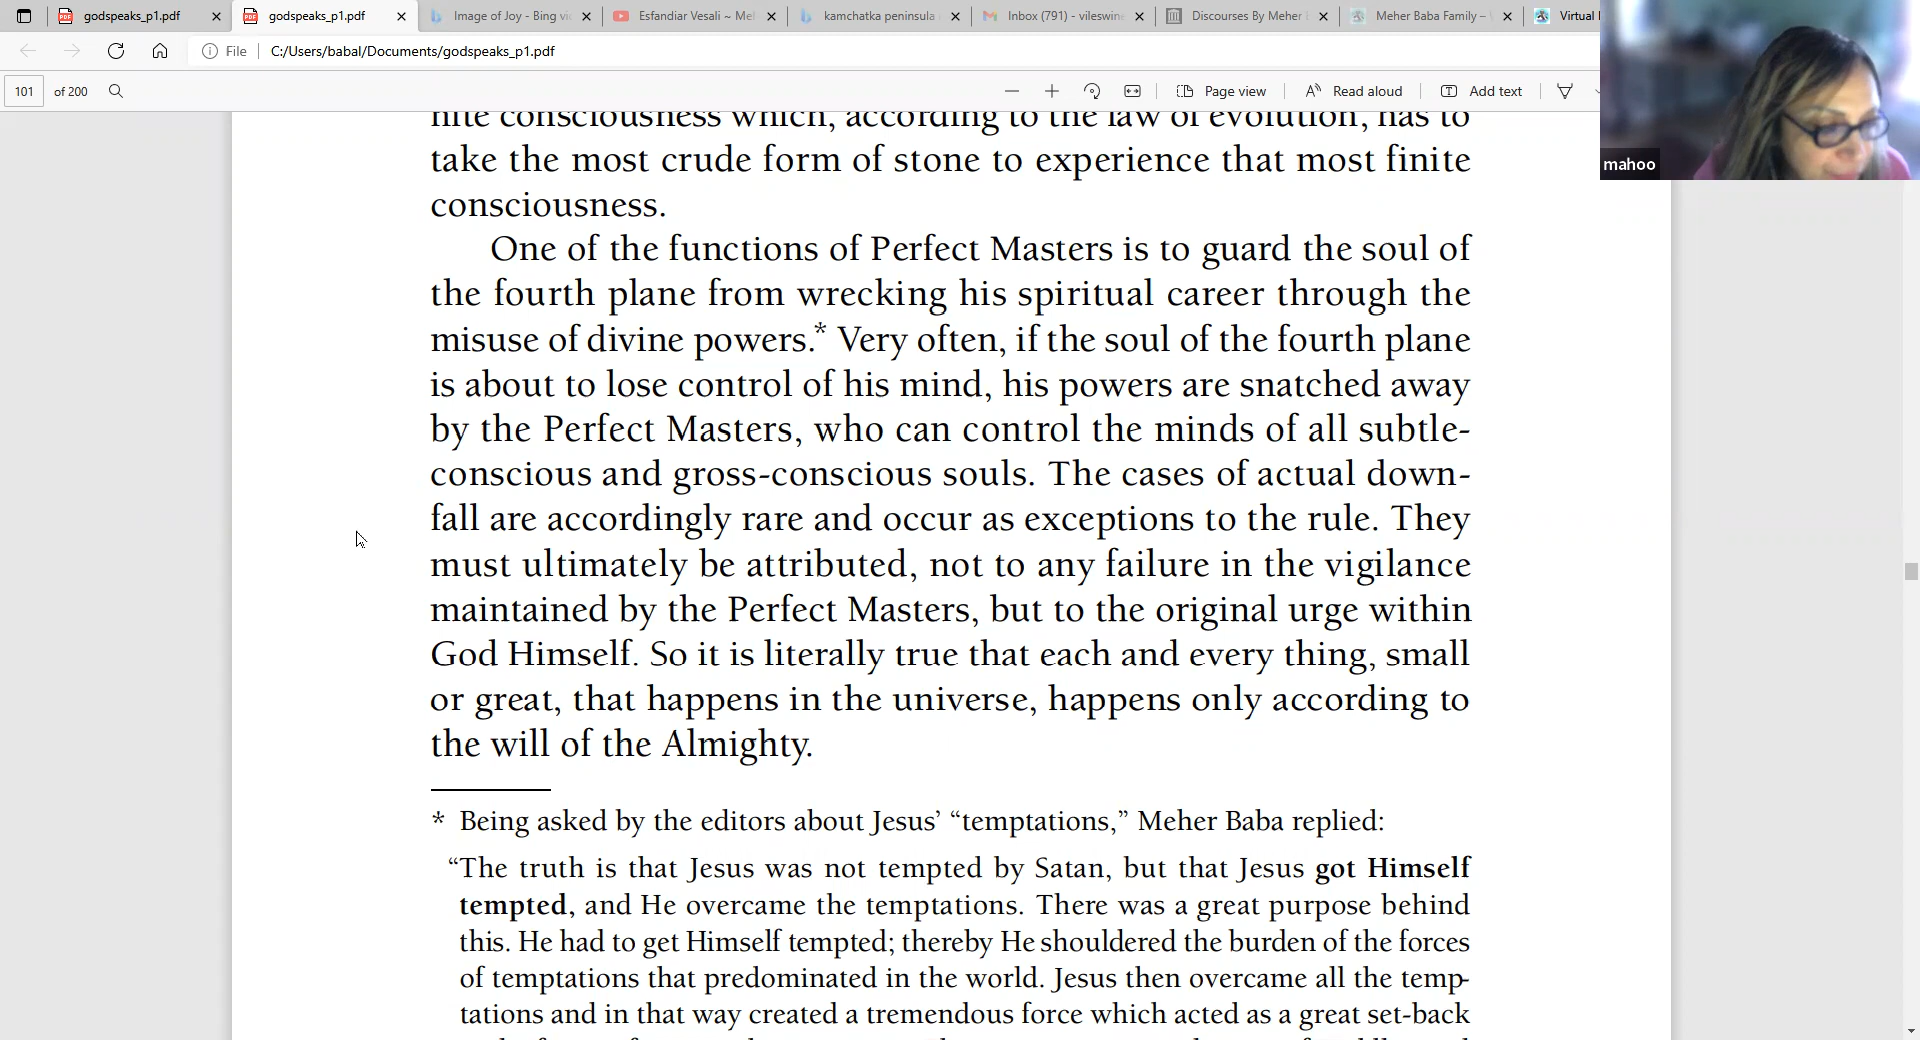 godspeaks_p1.pdf
godspeaks_p1.pdf
Image of Joy - Bing vi
Esfandiar Vesali ~ Me
kamchatka peninsula
Inbox (791) - vileswine
Discourses By Meher
Meher Baba Family –
Virtual
File
C:/Users/babal/Documents/godspeaks_p1.pdf
101 of 200
Page view
Read aloud
Add text
mahoo
nite consciousness which, according to the law of evolution, has to
take the most crude form of stone to experience that most finite
consciousness.
One of the functions of Perfect Masters is to guard the soul of
the fourth plane from wrecking his spiritual career through the
misuse of divine powers.* Very often, if the soul of the fourth plane
is about to lose control of his mind, his powers are snatched away
by the Perfect Masters, who can control the minds of all subtle-
conscious and gross-conscious souls. The cases of actual down-
fall are accordingly rare and occur as exceptions to the rule. They
must ultimately be attributed, not to any failure in the vigilance
maintained by the Perfect Masters, but to the original urge within
God Himself. So it is literally true that each and every thing, small
or great, that happens in the universe, happens only according to
the will of the Almighty.
* Being asked by the editors about Jesus’ “temptations,” Meher Baba replied:
“The truth is that Jesus was not tempted by Satan, but that Jesus got Himself
tempted, and He overcame the temptations. There was a great purpose behind
this. He had to get Himself tempted; thereby He shouldered the burden of the forces
of temptations that predominated in the world. Jesus then overcame all the temp-
tations and in that way created a tremendous force which acted as a great set-back